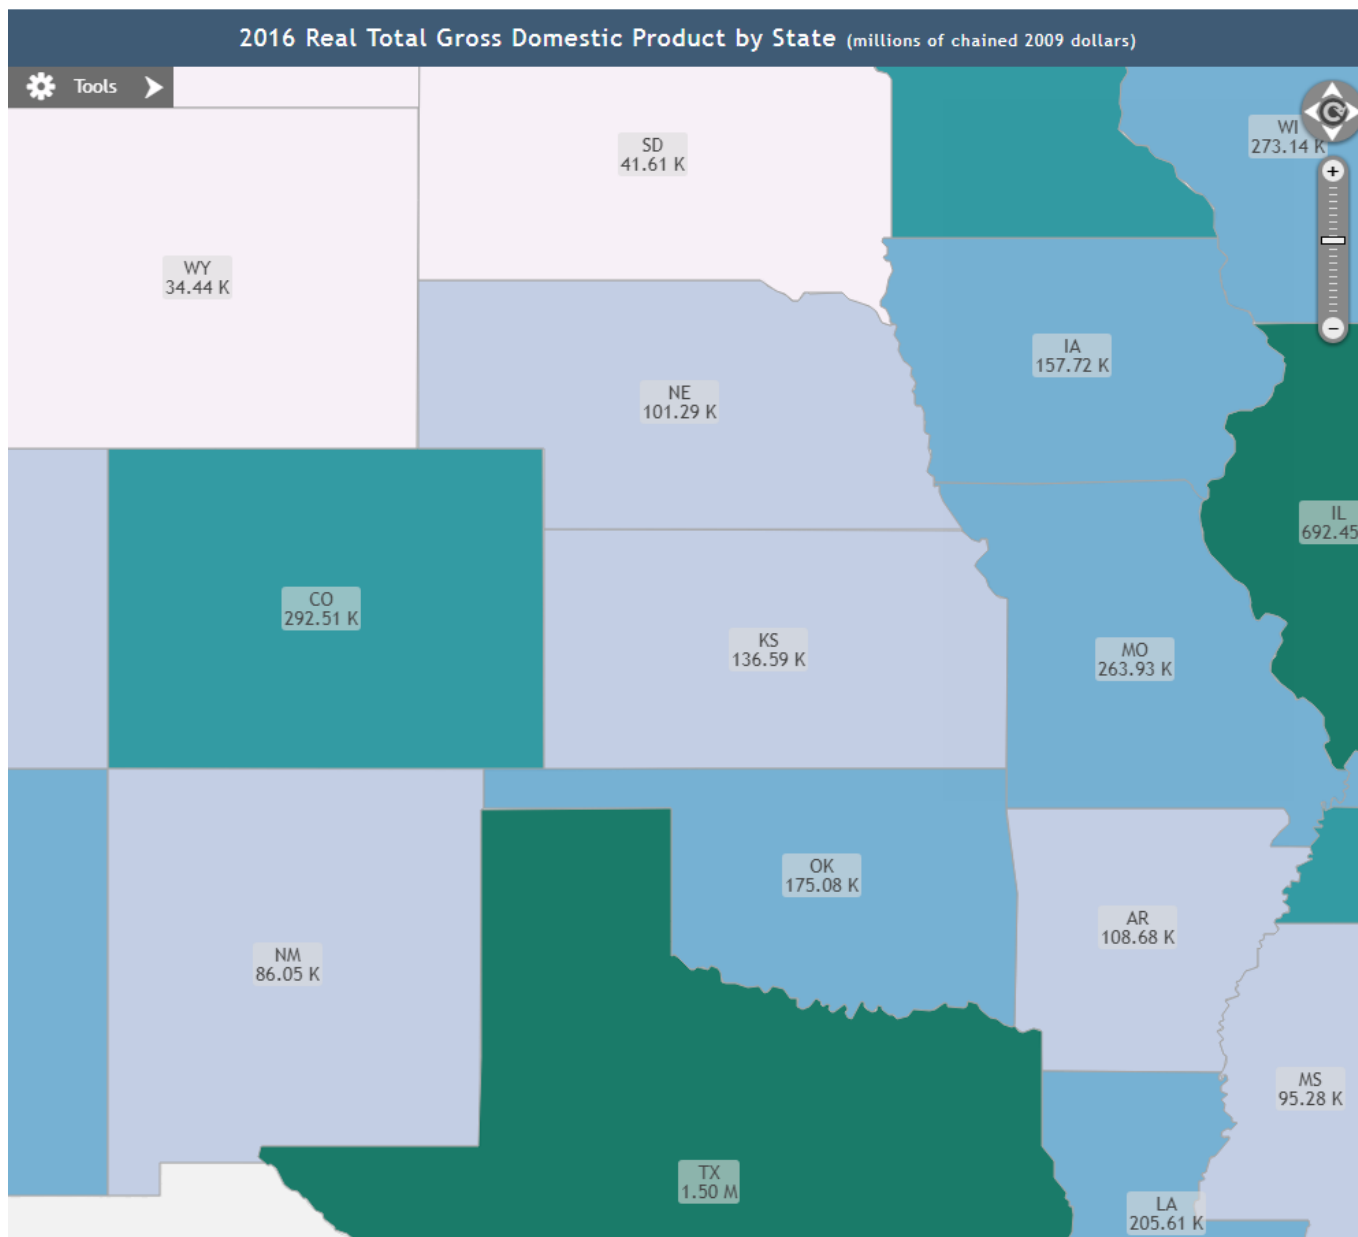 2016 Real Total Gross Domestic Product by State (millions of chained 2009 dollars)
Tools
WI
273.14 K
SD
41.61 K
WY
34.44 K
IA
157.72 K
NE
101.29 K
IL
692.45
CO
292.51 K
KS
136.59 K
MO
263.93 K
OK
175.08 K
AR
108.68 K
NM
86.05 K
MS
95.28 K
TX
1.50 M
LA
205.61 K